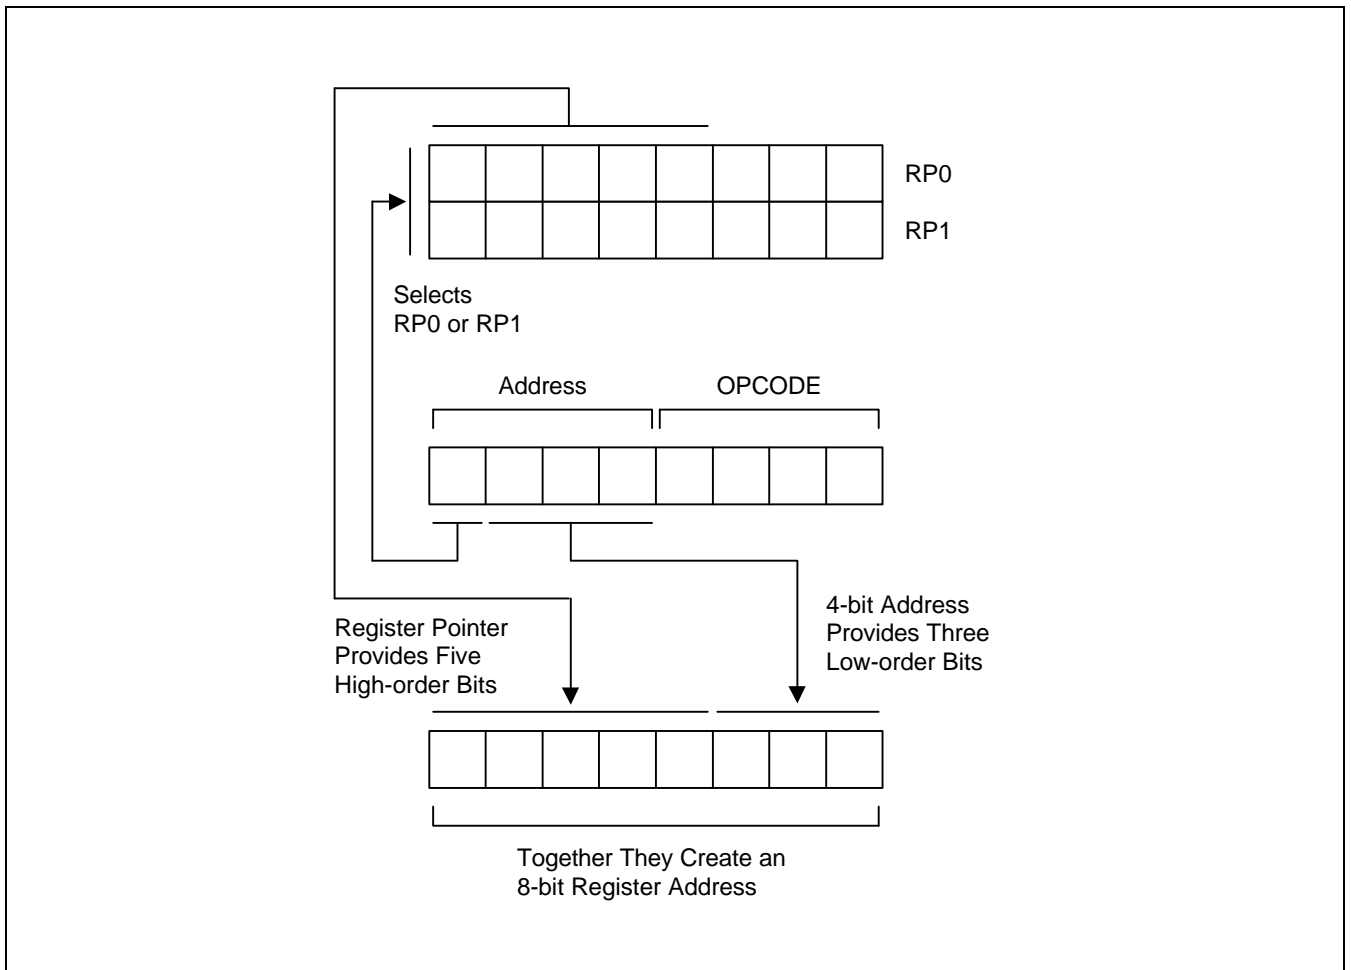 RP0
RP1
Selects
RP0 or RP1
Address
OPCODE
4-bit Address
Provides Three
Low-order Bits
Register Pointer
Provides Five
High-order Bits
Together They Create an
8-bit Register Address